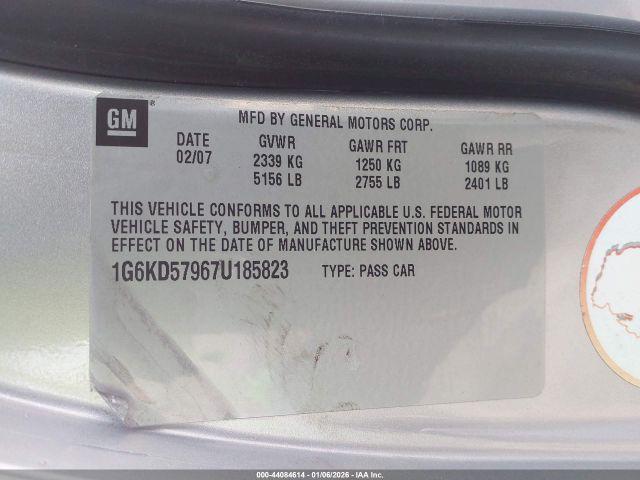 GM®
MFD BY GENERAL MOTORS CORP.
DATE GVWR GAWR FRT GAWR RR
02/07 2339 KG 1250 KG 1089 KG
5156 LB 2755 LB 2401 LB
THIS VEHICLE CONFORMS TO ALL APPLICABLE U.S. FEDERAL MOTOR
VEHICLE SAFETY, BUMPER, AND THEFT PREVENTION STANDARDS IN
EFFECT ON THE DATE OF MANUFACTURE SHOWN ABOVE.
1G6KD57967U185823 TYPE: PASS CAR
000-44084614 - 01/06/2026 - IAA Inc.